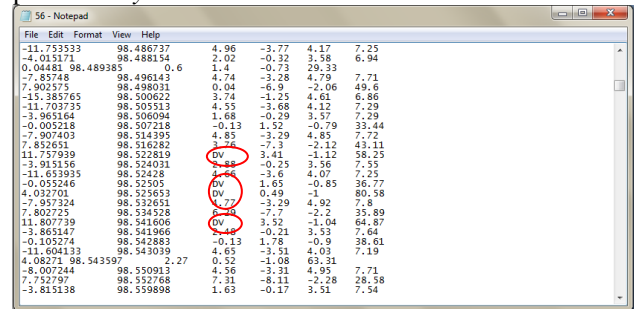 56 - Notepad
File Edit Format View Help
-11.753533 98.486737 4.96 -3.77 4.17 7.25
-4.015171 98.488154 2.02 -0.32 3.58 6.94
0.04481 98.489385 0.6 1.4 -0.73 29.33
-7.85748 98.496143 4.74 -3.28 4.79 7.71
7.902575 98.498031 0.04 -6.9 -2.06 49.6
-15.385765 98.500622 3.74 -1.25 4.61 6.86
-11.703735 98.505513 4.55 -3.68 4.12 7.29
-3.965164 98.506094 1.68 -0.29 3.57 7.29
-0.005218 98.507218 -0.13 1.52 -0.79 33.44
-7.907403 98.514395 4.85 -3.29 4.85 7.72
7.852651 98.516282 3.76 -7.3 -2.12 43.11
11.757939 98.522819 DV 3.41 -1.12 58.25
-3.915156 98.524031 2.88 -0.25 3.56 7.55
-11.653935 98.52428 4.66 -3.6 4.07 7.25
-0.055246 98.52505 DV 1.65 -0.85 36.77
4.032701 98.525653 DV 0.49 -1 80.58
-7.957324 98.532651 4.77 -3.29 4.92 7.8
7.802725 98.534528 6.29 -7.7 -2.2 35.89
11.807739 98.541606 DV 3.52 -1.04 64.87
-3.865147 98.541966 2.48 -0.21 3.53 7.64
-0.105274 98.542883 -0.13 1.78 -0.9 38.61
-11.604133 98.543039 4.65 -3.51 4.03 7.19
4.08271 98.543597 2.27 0.52 -1.08 63.31
-8.007244 98.550913 4.56 -3.31 4.95 7.71
7.752797 98.552768 7.31 -8.11 -2.28 28.58
-3.815138 98.559898 1.63 -0.17 3.51 7.54